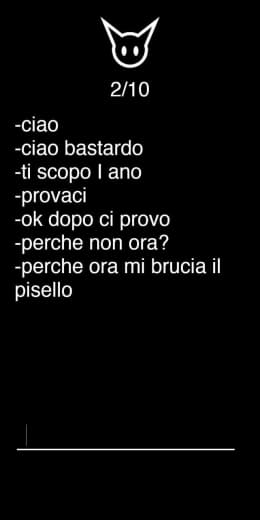 2/10
-ciao
-ciao bastardo
-ti scopo l ano
-provaci
-ok dopo ci provo
-perche non ora?
-perche ora mi brucia il
pisello